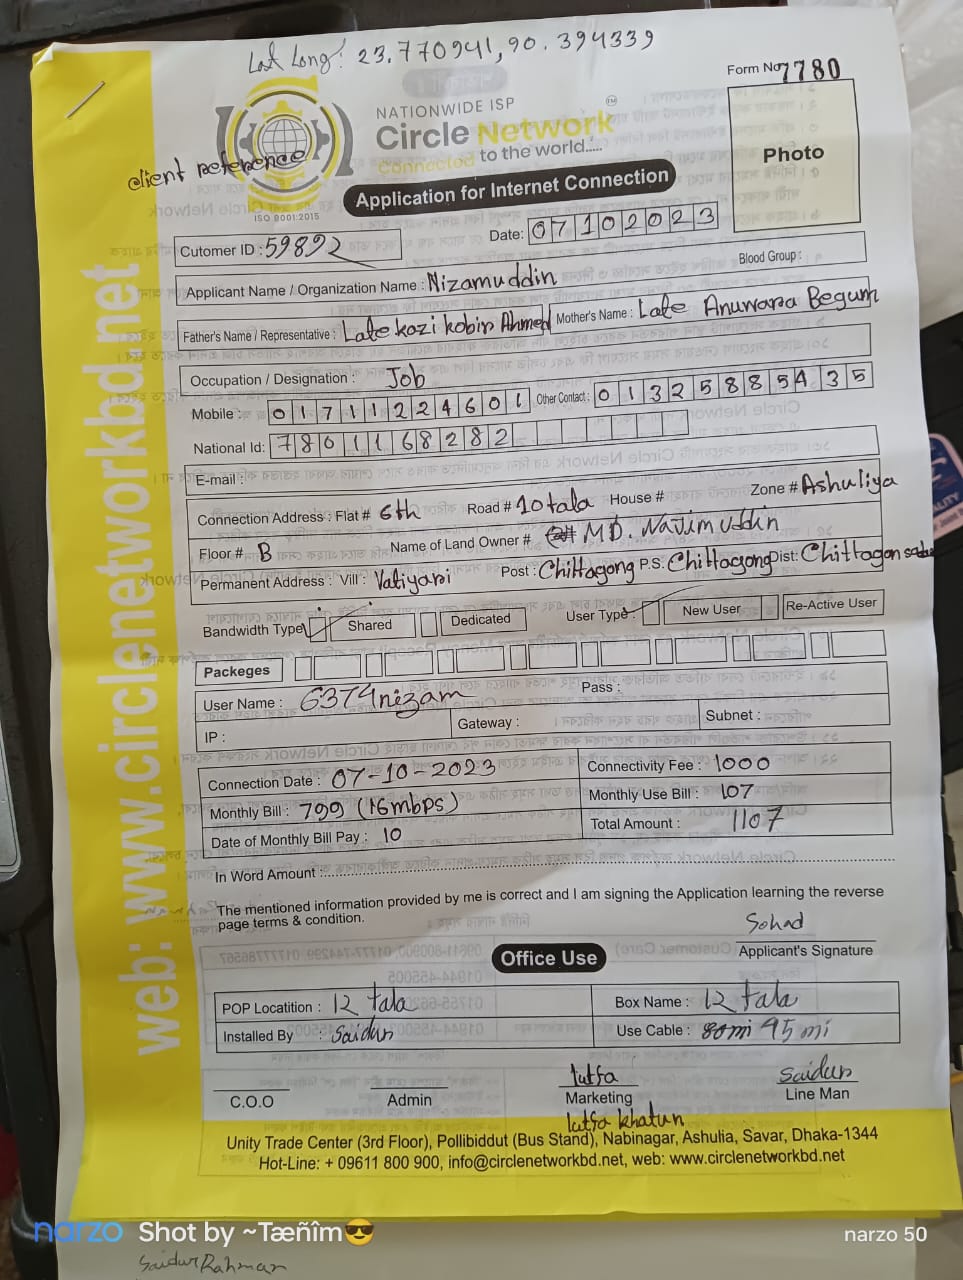 Lat Long: 23.770941, 90.394339
Form No 7780
NATIONWIDE ISP
Circle Network
Connected to the world.....
client reference
ISO 9001:2015
Application for Internet Connection
Photo
Date: 07102023
Cutomer ID : 59892
Blood Group :
Applicant Name / Organization Name : Nizamuddin
Father's Name / Representative : Late kazi kobir Ahmed Mother's Name : Late Anuwara Begum
Occupation / Designation : Job
Mobile : 01711224601 Other Contact : 01325885435
National Id: 7801168282
E-mail :
Connection Address : Flat # 6th Road # 10tala House # Zone # Ashuliya
Floor # B Name of Land Owner # MD. Najimuddin
Permanent Address : Vill : Vatiyari Post : Chittagong P.S. Chittagong Dist: Chittagon
Bandwidth Type Shared Dedicated User Type : New User Re-Active User
Packeges
User Name : 6374nizam Pass :
IP : Gateway : Subnet :
Connection Date : 07-10-2023 Connectivity Fee : 1000
Monthly Bill : 799 (16mbps) Monthly Use Bill : 107
Date of Monthly Bill Pay : 10 Total Amount : 1107
In Word Amount :
The mentioned information provided by me is correct and I am signing the Application learning the reverse
page terms & condition.
Sohad
Applicant's Signature
Office Use
POP Locatition : 12 tala Box Name : 12 tala
Installed By : Saidur Use Cable : 80mi 95mi
lutfa Saidur
C.O.O Admin Marketing Line Man
lutfa khatun
Unity Trade Center (3rd Floor), Pollibiddut (Bus Stand), Nabinagar, Ashulia, Savar, Dhaka-1344
Hot-Line: + 09611 800 900, info@circlenetworkbd.net, web: www.circlenetworkbd.net
web: www.circlenetworkbd.net
narzo Shot by ~Tæñîm😎 narzo 50
Saidur Rahman